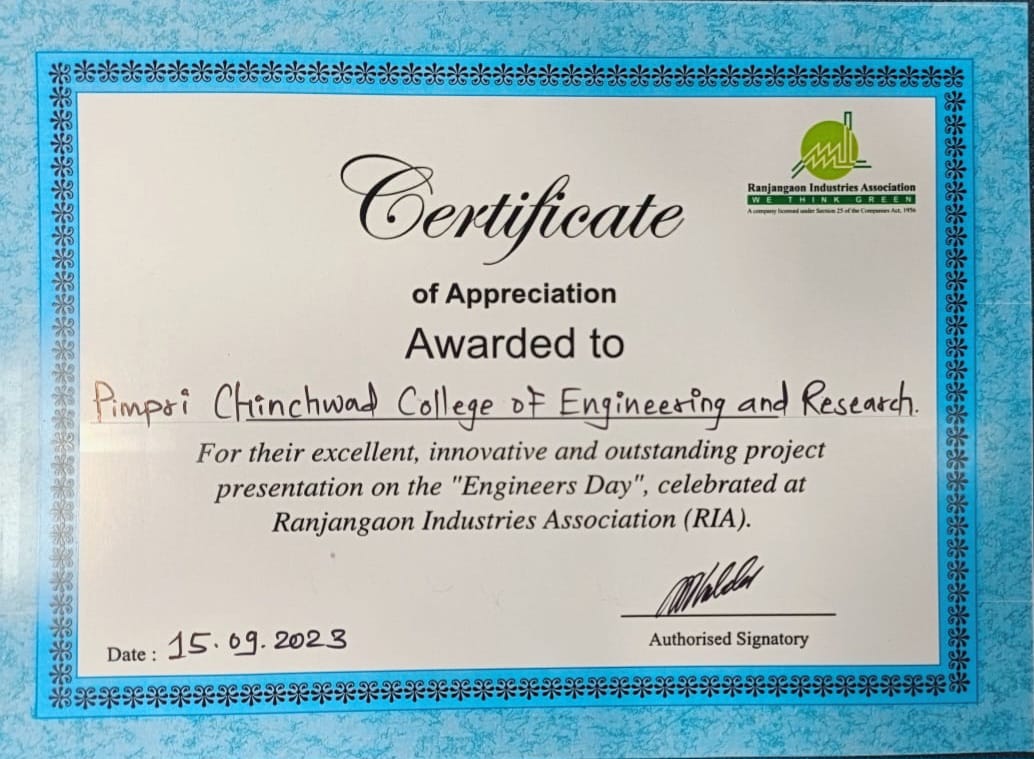 Ranjangaon Industries Association
WE THINK GREEN
A company licensed under Section 25 of the Companies Act, 1956
Certificate
of Appreciation
Awarded to
Pimpri Chinchwad College of Engineering and Research.
For their excellent, innovative and outstanding project
presentation on the "Engineers Day", celebrated at
Ranjangaon Industries Association (RIA).
Date : 15.09.2023
Authorised Signatory